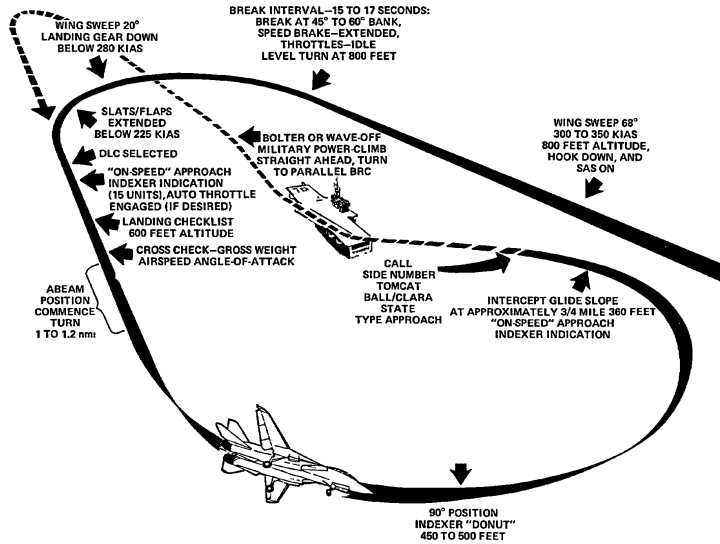 BREAK INTERVAL—15 TO 17 SECONDS:
BREAK AT 45° TO 60° BANK,
SPEED BRAKE—EXTENDED,
THROTTLES—IDLE
LEVEL TURN AT 800 FEET
WING SWEEP 20°
LANDING GEAR DOWN
BELOW 280 KIAS
SLATS/FLAPS
EXTENDED
BELOW 225 KIAS
BOLTER OR WAVE-OFF
MILITARY POWER-CLIMB
STRAIGHT AHEAD, TURN
TO PARALLEL BRC
WING SWEEP 68°
300 TO 350 KIAS
800 FEET ALTITUDE,
HOOK DOWN, AND
SAS ON
DLC SELECTED
"ON-SPEED" APPROACH
INDEXER INDICATION
(15 UNITS), AUTO THROTTLE
ENGAGED (IF DESIRED)
LANDING CHECKLIST
600 FEET ALTITUDE
CROSS CHECK—GROSS WEIGHT
AIRSPEED ANGLE-OF-ATTACK
ABEAM
POSITION
COMMENCE
TURN
1 TO 1.2 nmi
CALL
SIDE NUMBER
TOMCAT
BALL/CLARA
STATE
TYPE APPROACH
INTERCEPT GLIDE SLOPE
AT APPROXIMATELY 3/4 MILE 360 FEET
"ON-SPEED" APPROACH
INDEXER INDICATION
90° POSITION
INDEXER "DONUT"
450 TO 500 FEET